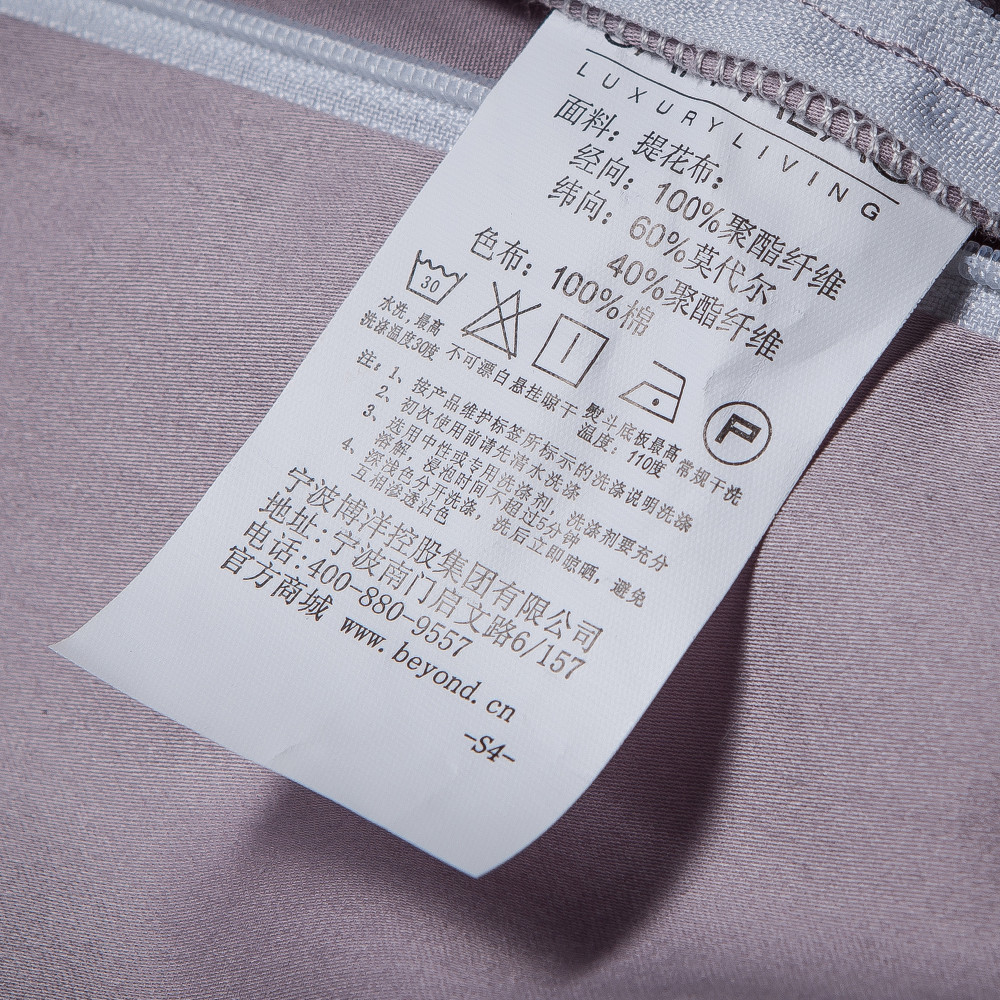 LUXURYLIVING
面料：提花布：
经向：100%聚酯纤维
纬向：60%莫代尔
40%聚酯纤维
色布：100%棉
30
P
水洗，最高
洗涤温度30度
不可漂白
悬挂晾干
熨斗底板最高
温度：110度
常规干洗
注：1、按产品维护标签所标示的洗涤说明洗涤
2、初次使用前请先清水洗涤
3、选用中性或专用洗涤剂，洗涤剂要充分
溶解，浸泡时间不超过5分钟
4、深浅色分开洗涤，洗后立即晾晒，避免
互相渗透沾色
宁波博洋控股集团有限公司
地址：宁波南门启文路6/157
电话：400-880-9557
官方商城 www.beyond.cn
-S4-